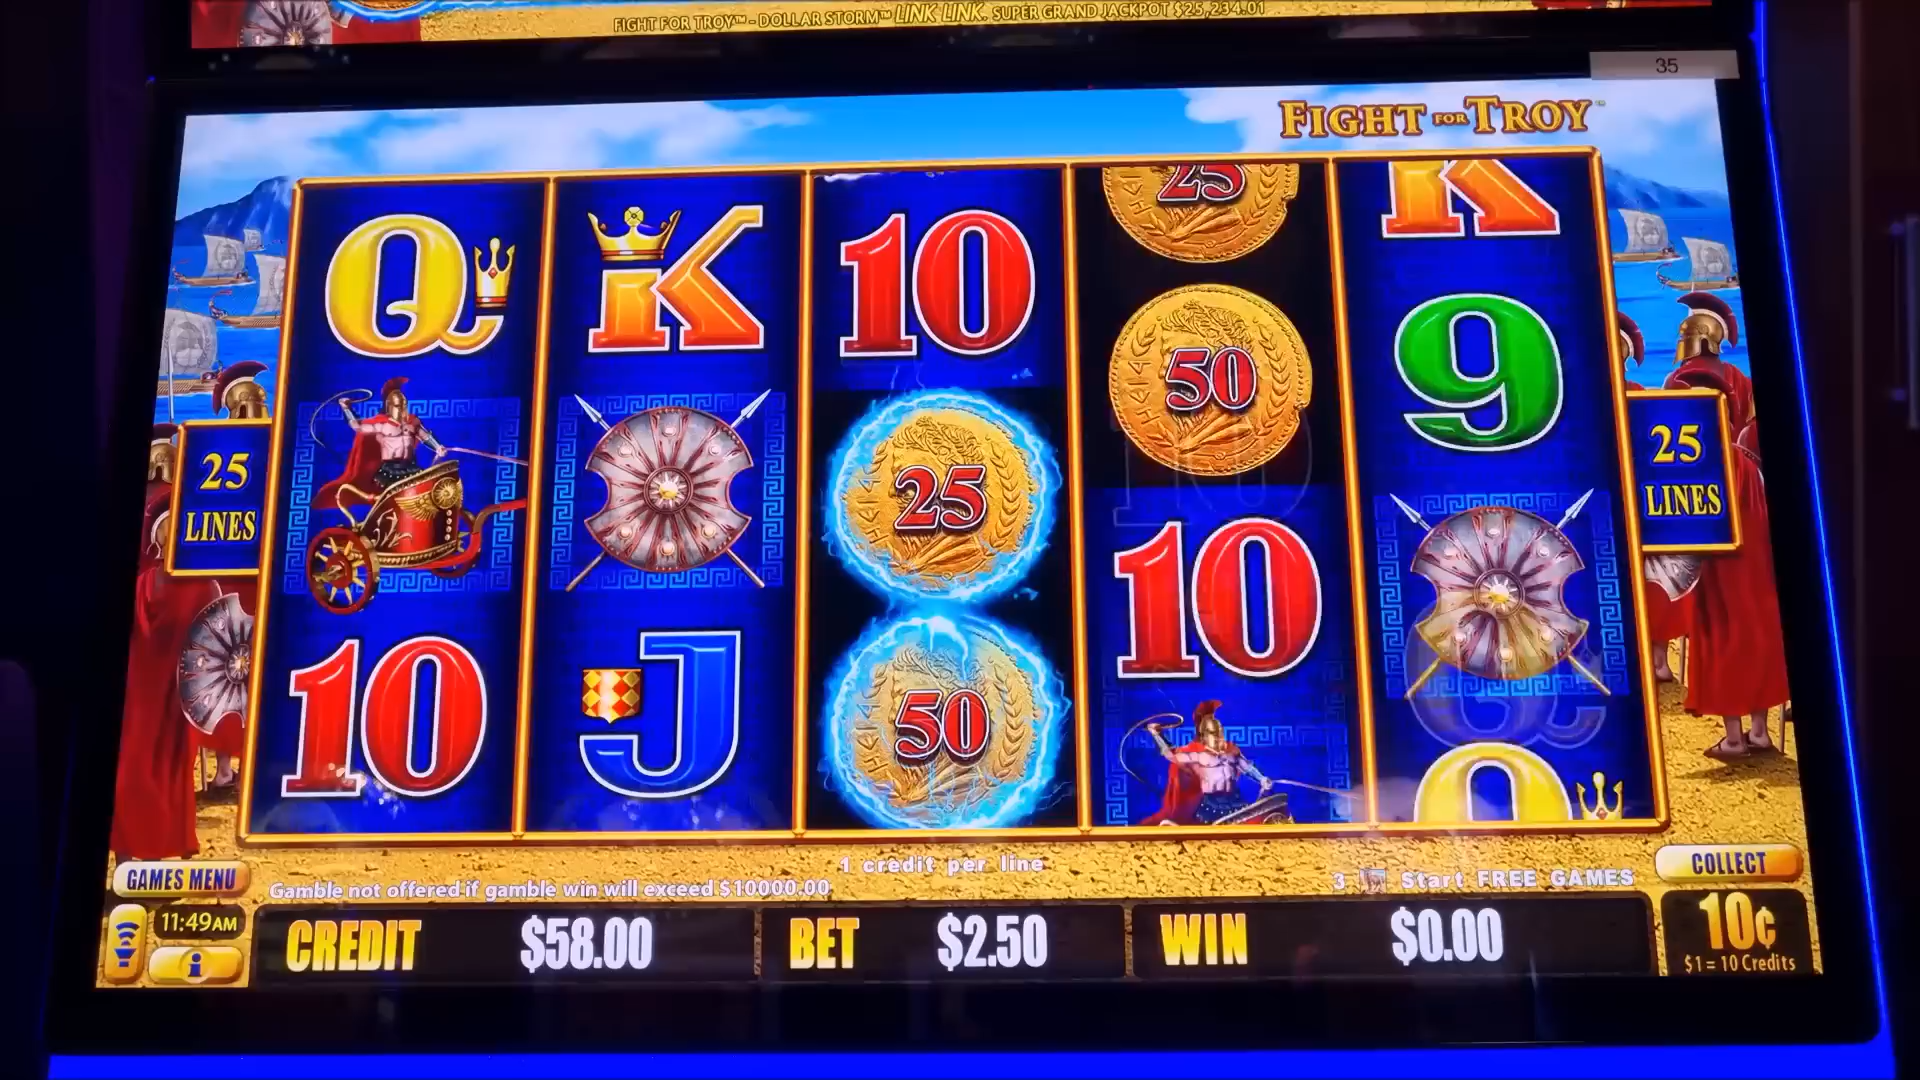 FIGHT FOR TROY™ - DOLLAR STORM™ LINK LINK. SUPER GRAND JACKPOT $25,234.01
35
FIGHT FOR TROY™
Q K 10 25 K
50 9
25 LINES
25
25 LINES
10 J 50 10 Q
1 credit per line
GAMES MENU
Gamble not offered if gamble win will exceed $10000.00
3 Start FREE GAMES
COLLECT
11:49AM
i
CREDIT $58.00 BET $2.50 WIN $0.00
10¢
$1 = 10 Credits